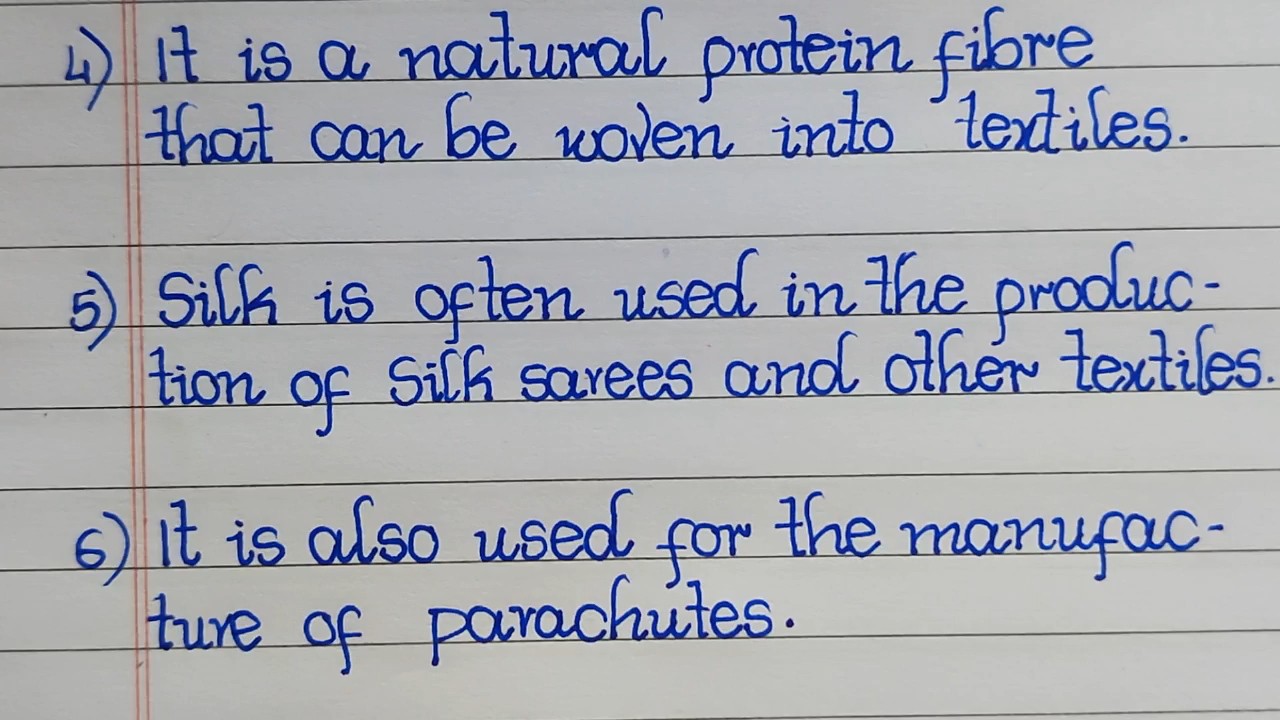 4) It is a natural protein fibre
that can be woven into textiles.
5) Silk is often used in the produc-
tion of silk sarees and other textiles.
6) It is also used for the manufac-
ture of parachutes.